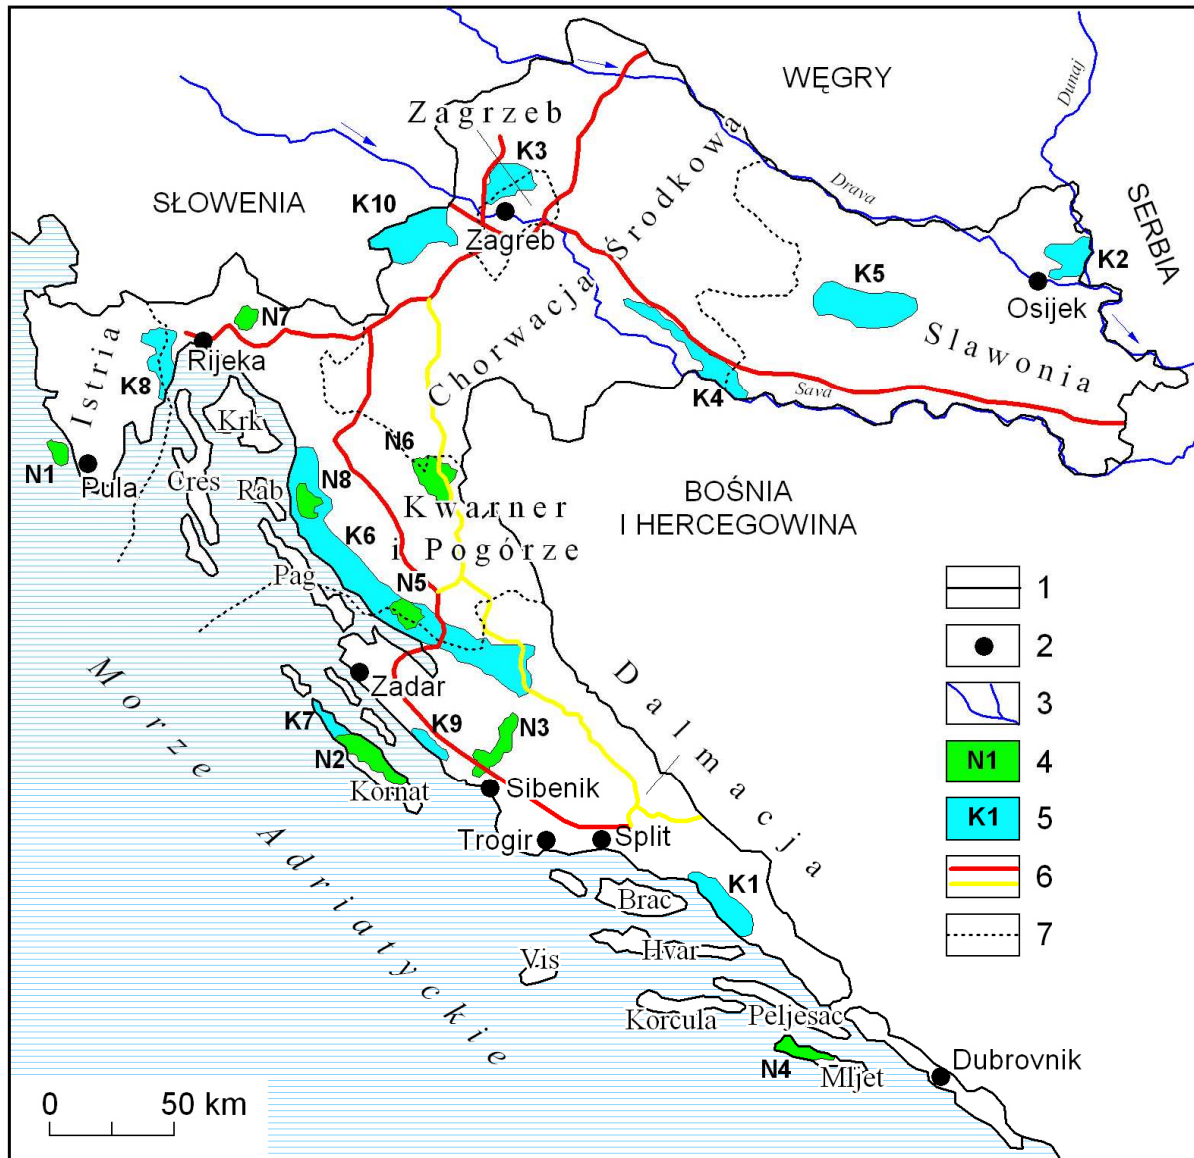 WĘGRY
Dunaj
Zagrzeb
K3
Środkowa
Drava
SŁOWENIA
K10
SERBIA
Zagreb
K2
K5
Osijek
Chorwacja
N7
Istria
Rijeka
Slawonia
K8
K4
Sava
Krk
N6
N1
Pula
Cres
Rab
N8
Kwarner
i Pogórze
BOŚNIA
I HERCEGOWINA
K6
Pag
N5
1
2
Dalmacja
Zadar
3
K7
K9
N3
N2
Kornat
N1 4
Morze
Sibenik
K1 5
Trogir
Split
6
K1
Brac
7
Adriatyckie
Hvar
Vis
Korcula
Peljesac
N4
Mljet
Dubrovnik
0 50 km